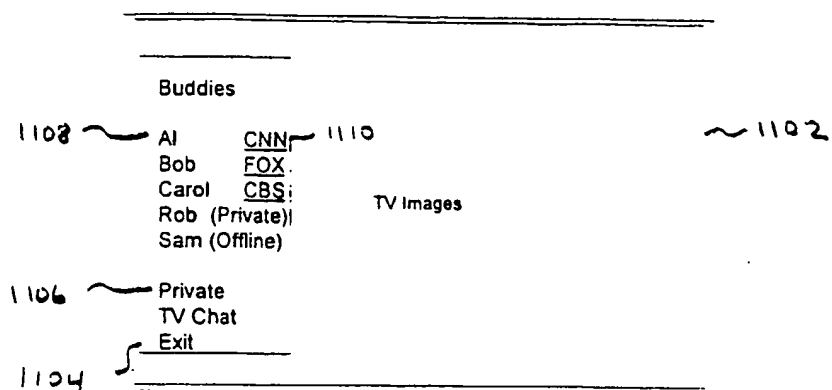 Buddies
1108 Al CNN 1110 1102
Bob FOX
Carol CBS
TV Images
Rob (Private)
Sam (Offline)
1106 Private
TV Chat
Exit
1104